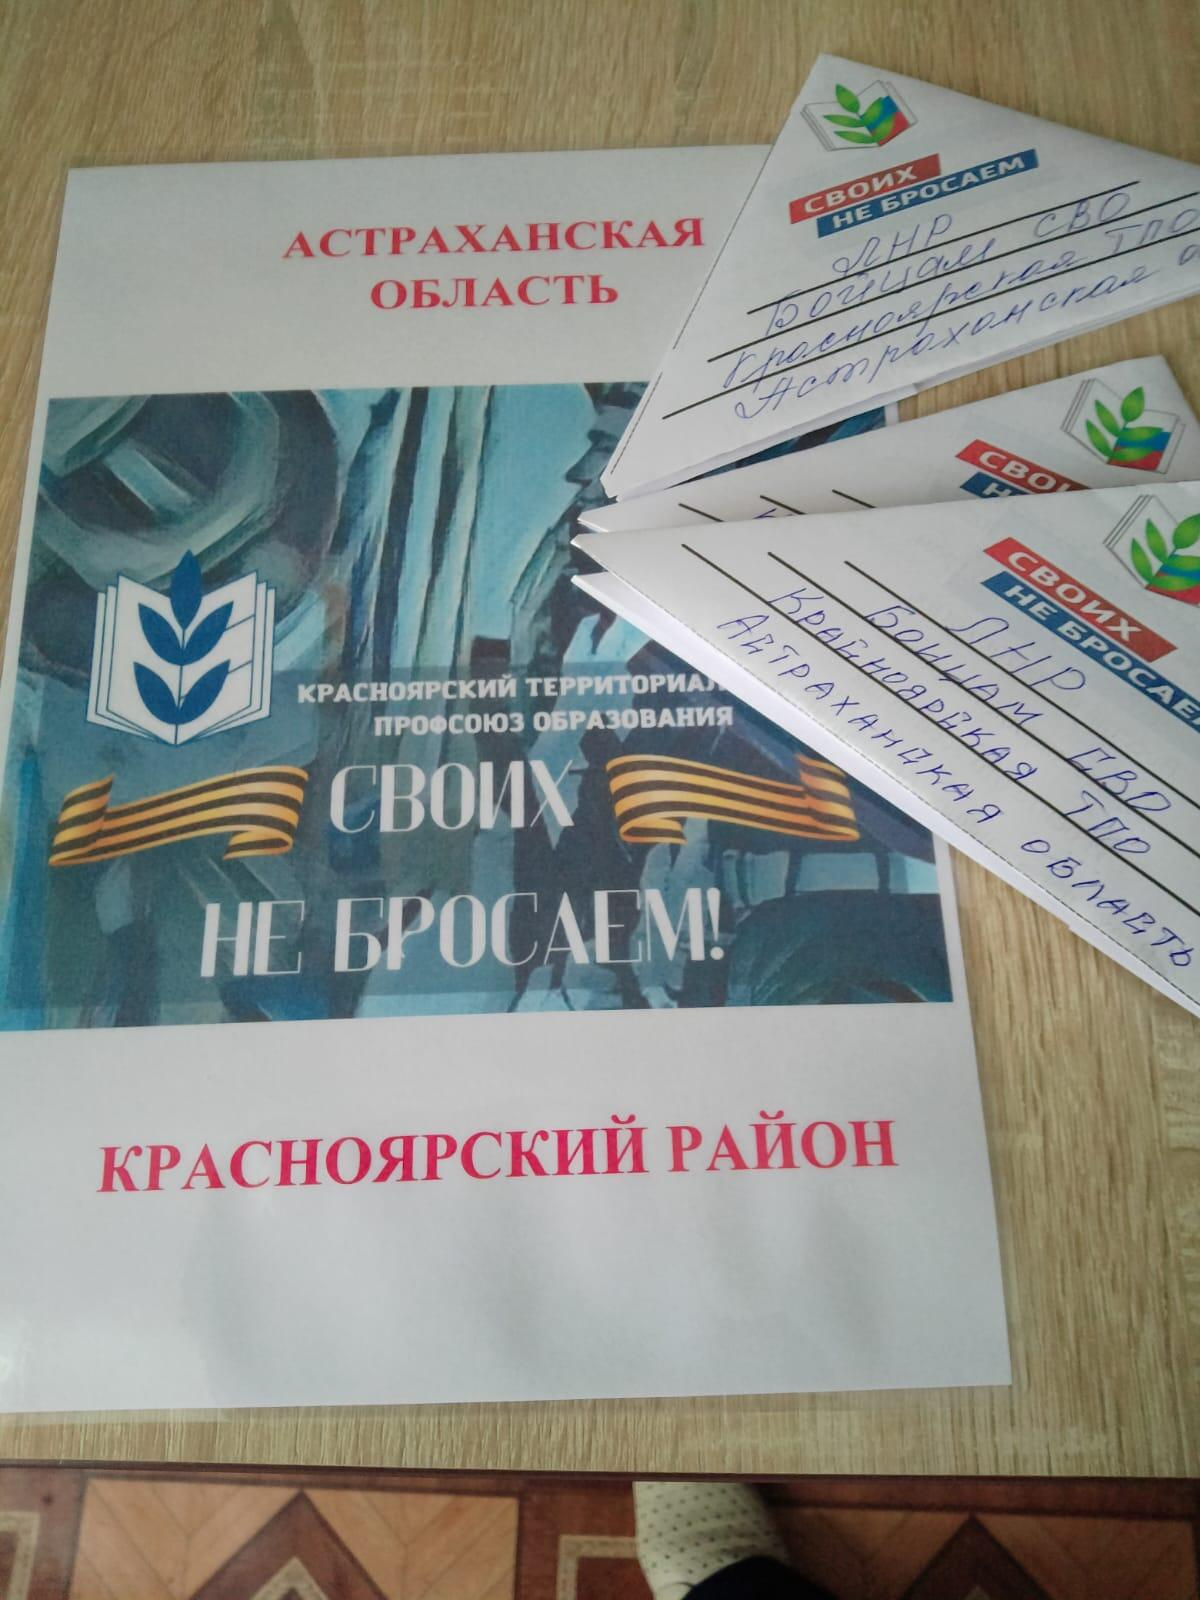 АСТРАХАНСКАЯ
ОБЛАСТЬ
КРАСНОЯРСКИЙ
ПРОФСОЮЗ ОБРАЗОВАНИЯ
СВОИХ
НЕ БРОСАЕМ!
КРАСНОЯРСКИЙ РАЙОН
СВОИХ
НЕ БРОСАЕМ
ЛНР
Бойцам СВО
Красноярская ТПО
Астраханская
СВОИХ
НЕ БРОСАЕМ
ЛНР
БОЙЦАМ СВО
КРАСНОЯРСКАЯ ТПО
АСТРАХАНСКАЯ ОБЛАСТЬ